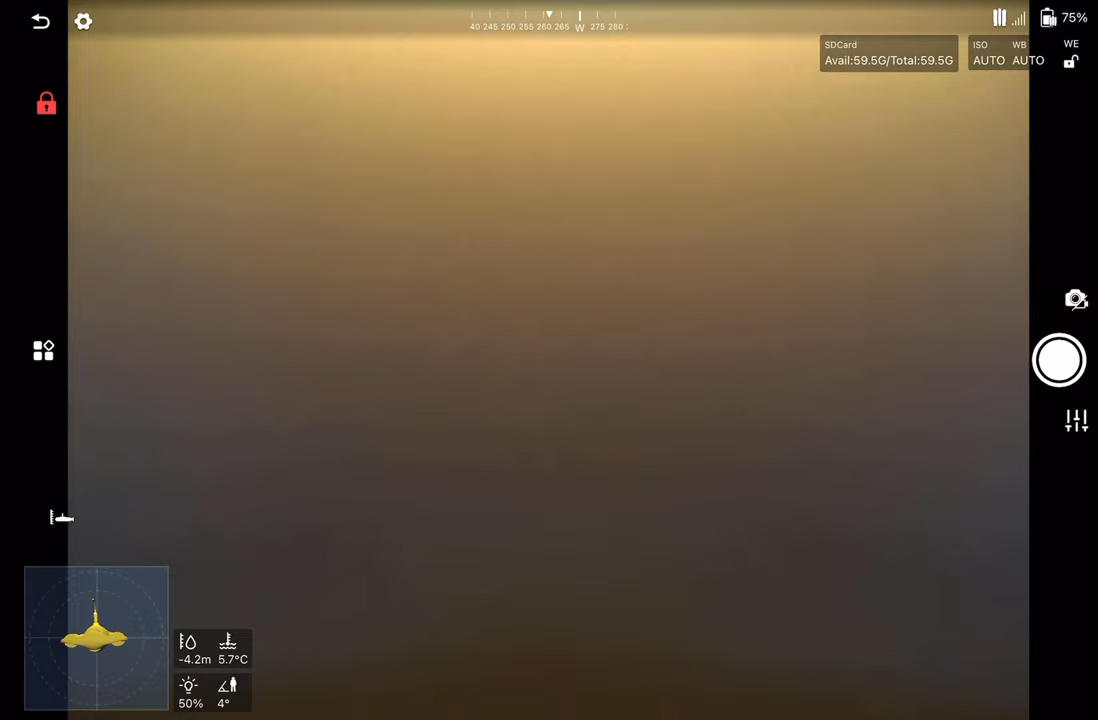 40 245 250 255 260 265 W 275 280 :
75%
SDCard
Avail:59.5G/Total:59.5G
ISO WB
AUTO AUTO
WE
-4.2m 5.7°C
50% 4°